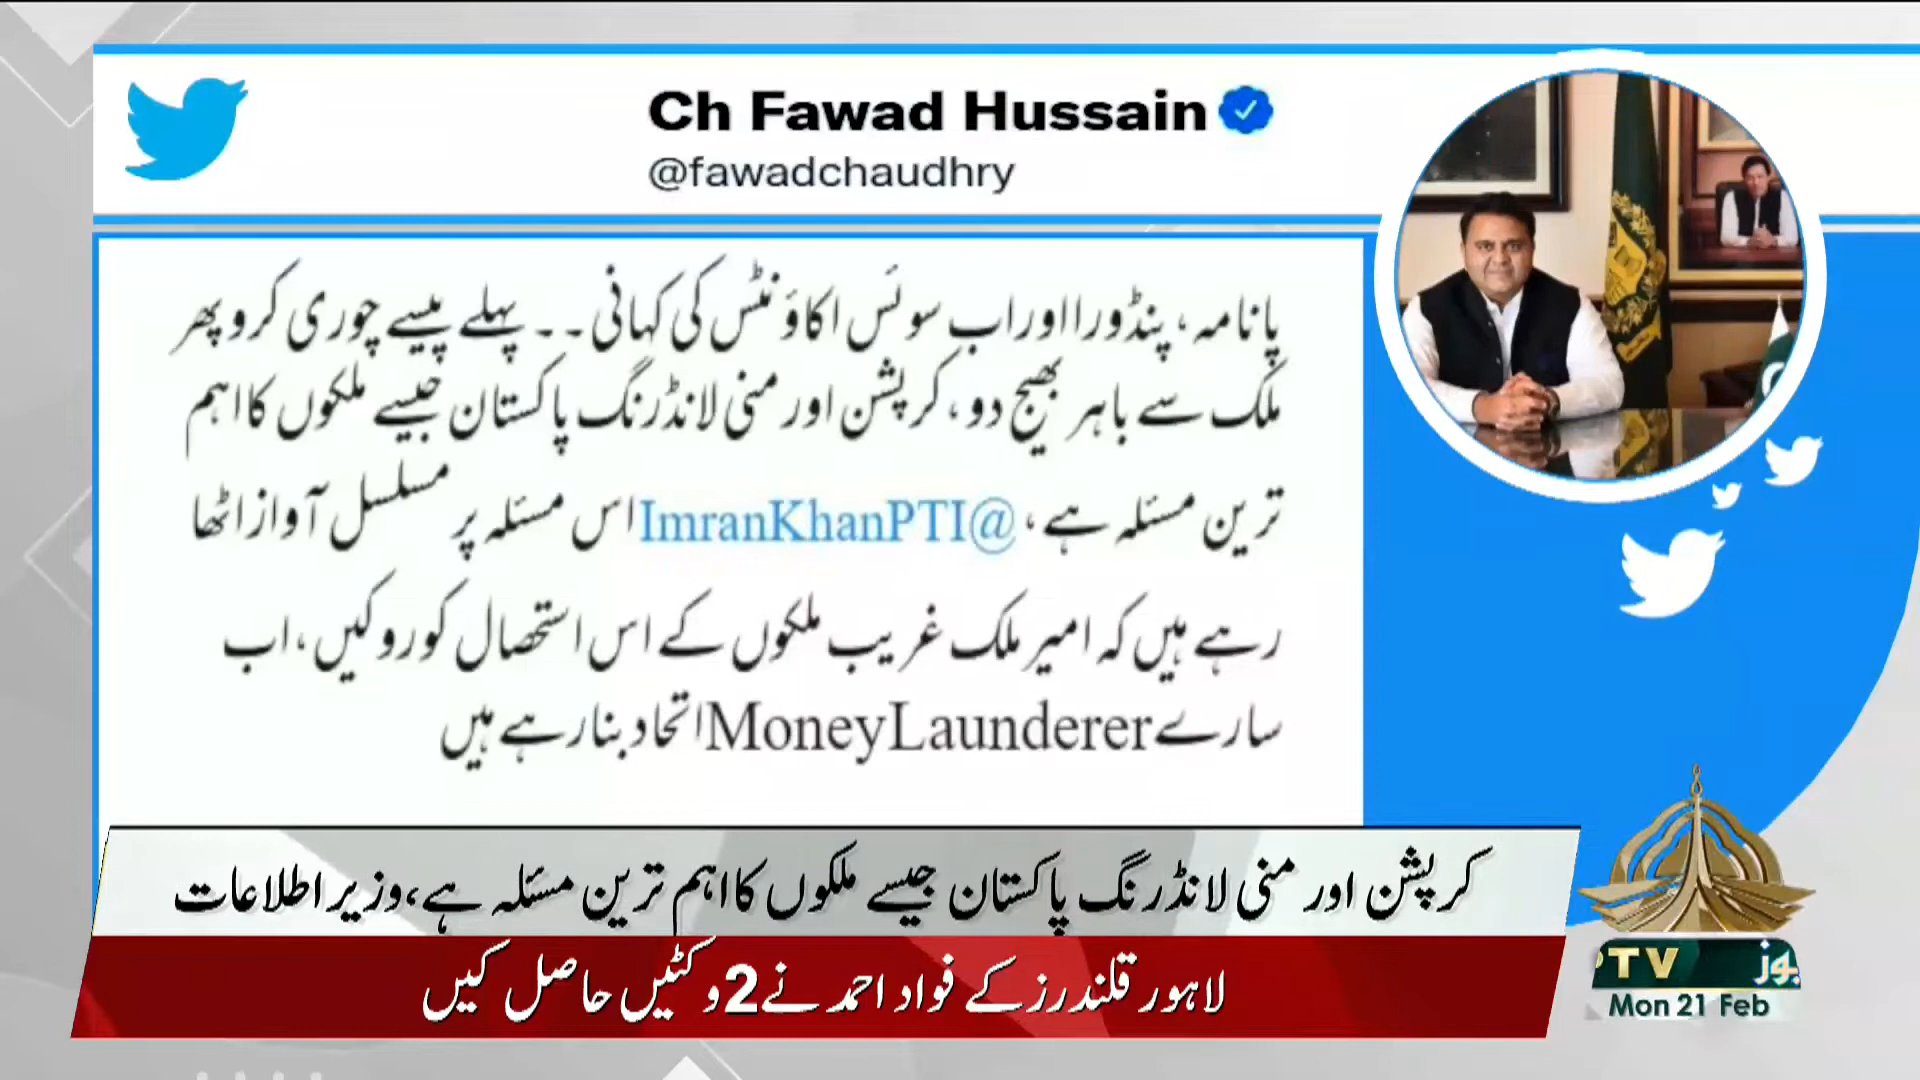 Ch Fawad Hussain
@fawadchaudhry
پانامہ، پنڈورا اور اب سوئس اکاؤنٹس کی کہانی۔۔ پہلے پیسے چوری کرو پھر
ملک سے باہر بھیج دو، کرپشن اور منی لانڈرنگ پاکستان جیسے ملکوں کا اہم
ترین مسئلہ ہے، @ImranKhanPTI اس مسئلہ پر مسلسل آواز اٹھا
رہے ہیں کہ امیر ملک غریب ملکوں کے اس استحصال کو روکیں، اب
سارے MoneyLaunderer اتحاد بنا رہے ہیں
کرپشن اور منی لانڈرنگ پاکستان جیسے ملکوں کا اہم ترین مسئلہ ہے، وزیر اطلاعات
لاہور قلندرز کے فواد احمد نے 2 وکٹیں حاصل کیں
PTV نیوز
Mon 21 Feb